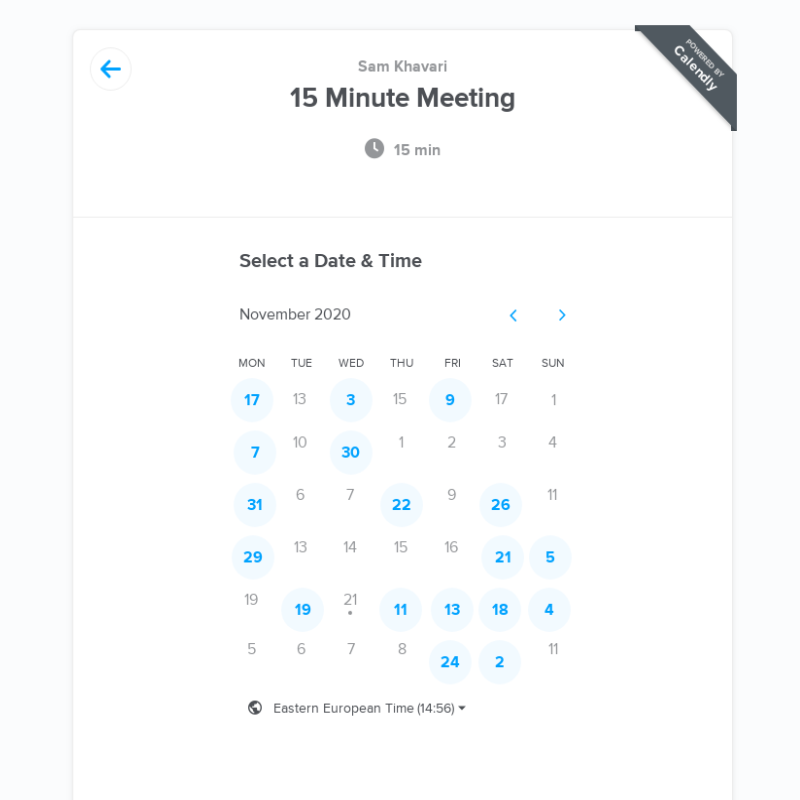 POWERED BY
Calendly
Sam Khavari
15 Minute Meeting
15 min
Select a Date & Time
November 2020
MON TUE WED THU FRI SAT SUN
17 13 3 15 9 17 1
7 10 30 1 2 3 4
31 6 7 22 9 26 11
29 13 14 15 16 21 5
19 19 21 11 13 18 4
5 6 7 8 24 2 11
Eastern European Time (14:56)